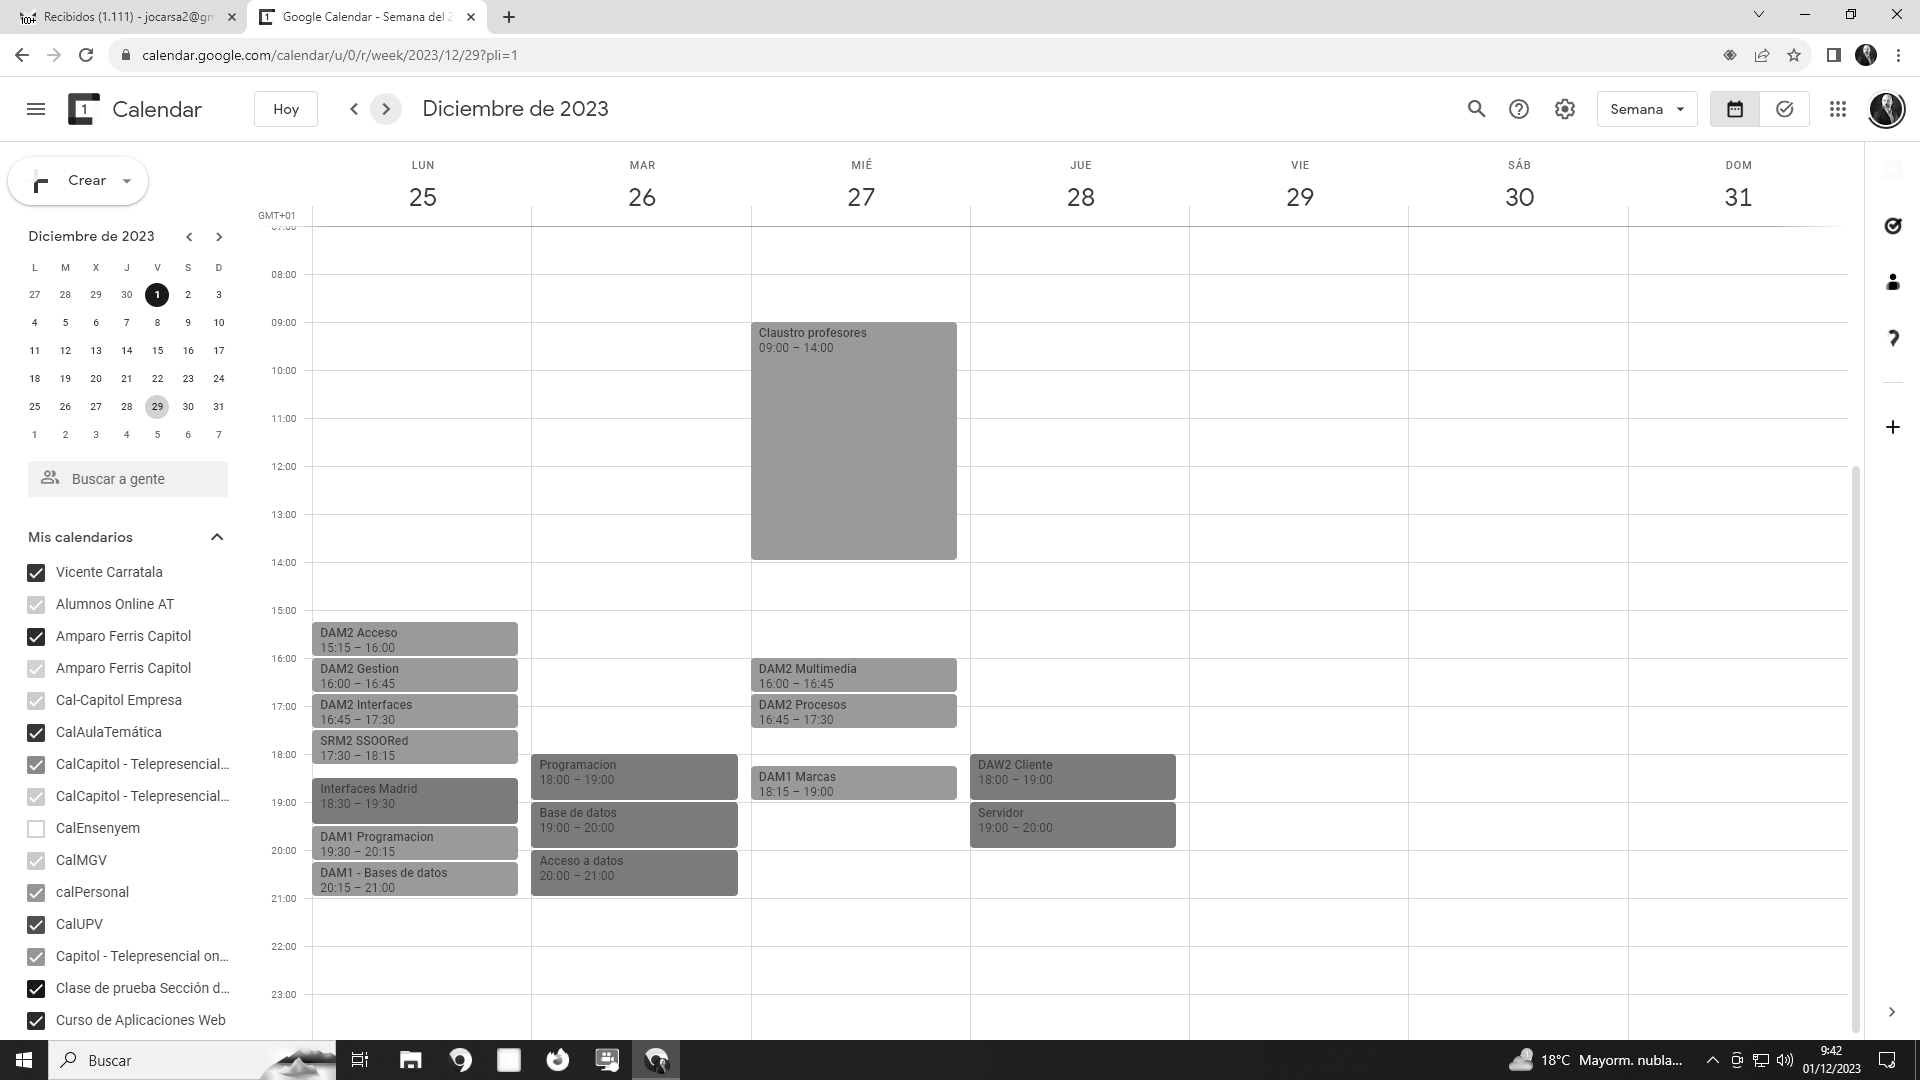 Recibidos (1.111) - jocarsa2@gm
Google Calendar - Semana del 2
calendar.google.com/calendar/u/0/r/week/2023/12/29?pli=1
1 Calendar
Hoy
Diciembre de 2023
Semana
Crear
Diciembre de 2023
L M X J V S D
27 28 29 30 1 2 3
4 5 6 7 8 9 10
11 12 13 14 15 16 17
18 19 20 21 22 23 24
25 26 27 28 29 30 31
1 2 3 4 5 6 7
Buscar a gente
Mis calendarios
Vicente Carratala
Alumnos Online AT
Amparo Ferris Capitol
Amparo Ferris Capitol
Cal-Capitol Empresa
CalAulaTemática
CalCapitol - Telepresencial...
CalCapitol - Telepresencial...
CalEnsenyem
CalMGV
calPersonal
CalUPV
Capitol - Telepresencial on...
Clase de prueba Sección d...
Curso de Aplicaciones Web
LUN MAR MIÉ JUE VIE SÁB DOM
25 26 27 28 29 30 31
GMT+01
07:00
08:00
09:00
10:00
11:00
12:00
13:00
14:00
15:00
16:00
17:00
18:00
19:00
20:00
21:00
22:00
23:00
DAM2 Acceso
15:15 – 16:00
DAM2 Gestion
16:00 – 16:45
DAM2 Interfaces
16:45 – 17:30
SRM2 SSOORed
17:30 – 18:15
Interfaces Madrid
18:30 – 19:30
DAM1 Programacion
19:30 – 20:15
DAM1 - Bases de datos
20:15 – 21:00
Programacion
18:00 – 19:00
Base de datos
19:00 – 20:00
Acceso a datos
20:00 – 21:00
Claustro profesores
09:00 – 14:00
DAM2 Multimedia
16:00 – 16:45
DAM2 Procesos
16:45 – 17:30
DAM1 Marcas
18:15 – 19:00
DAW2 Cliente
18:00 – 19:00
Servidor
19:00 – 20:00
Buscar
18°C Mayorm. nubla...
9:42
01/12/2023